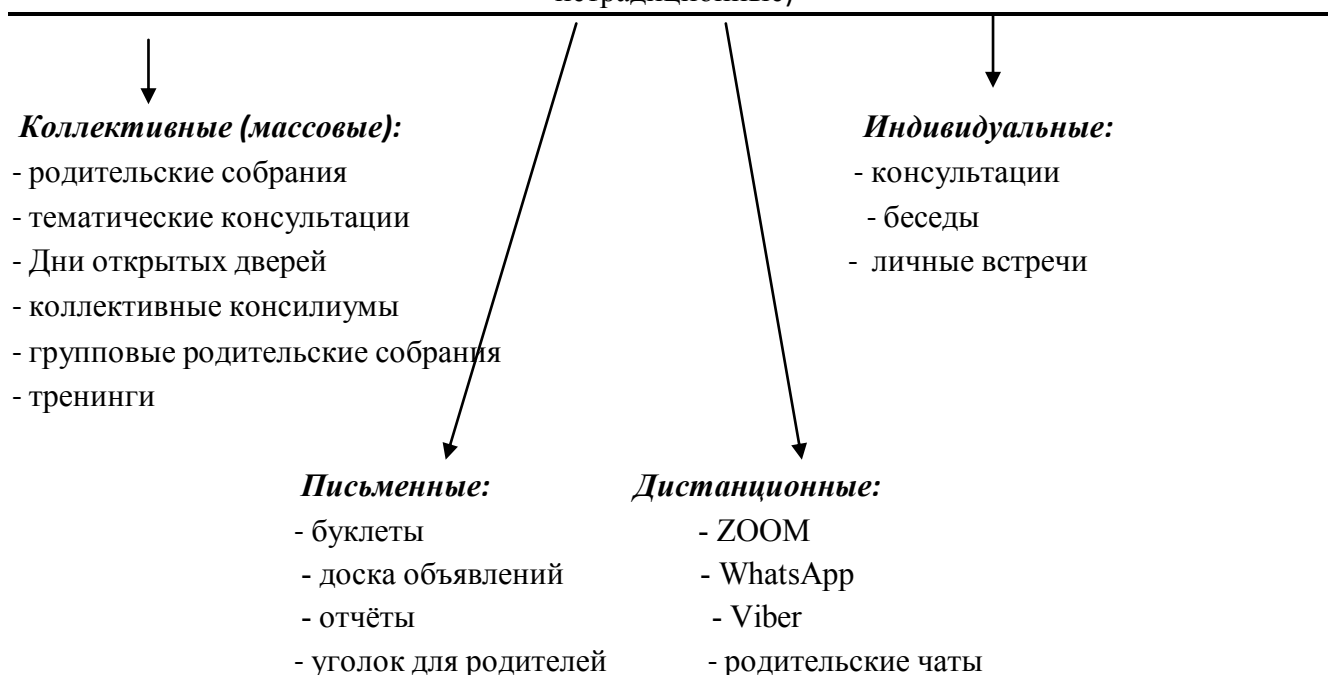 нетрадиционные)
Коллективные (массовые):
- родительские собрания
- тематические консультации
- Дни открытых дверей
- коллективные консилиумы
- групповые родительские собрания
- тренинги
Индивидуальные:
- консультации
- беседы
- личные встречи
Письменные:
- буклеты
- доска объявлений
- отчёты
- уголок для родителей
Дистанционные:
- ZOOM
- WhatsApp
- Viber
- родительские чаты